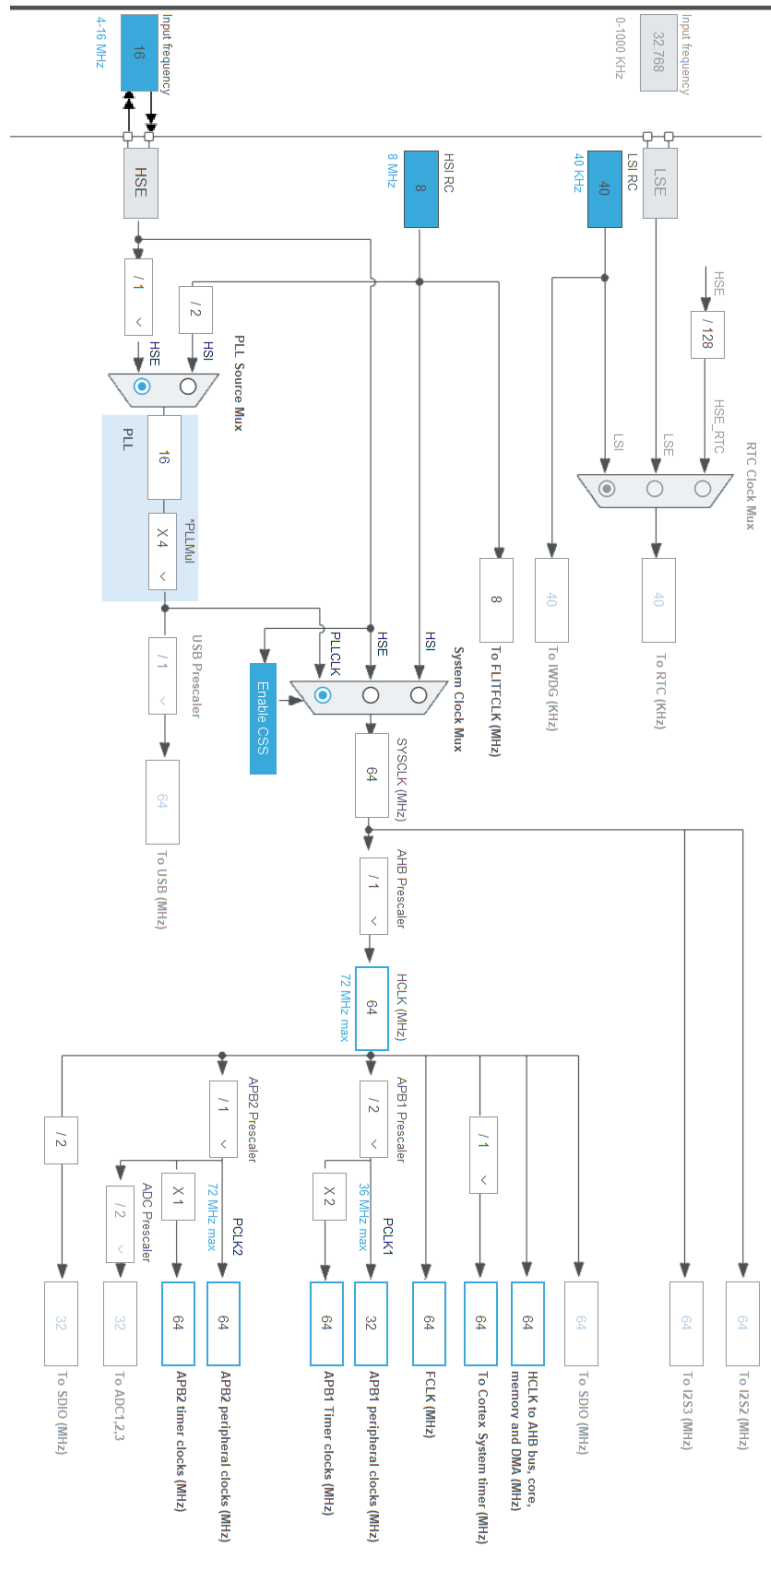 Input frequency
32.768
0-1000 KHz
LSE
LSI RC
40
40 KHz
HSE
/ 128
HSE_RTC
LSE
LSI
RTC Clock Mux
40
To RTC (KHz)
40
To IWDG (KHz)
HSI RC
8
8 MHz
8
To FLITFCLK (MHz)
Input frequency
16
4-16 MHz
HSE
/ 1
/ 2
PLL Source Mux
HSI
HSE
16
*PLLMul
X 4
PLL
System Clock Mux
HSI
HSE
PLLCLK
Enable CSS
USB Prescaler
/ 1
64
To USB (MHz)
SYSCLK (MHz)
64
AHB Prescaler
/ 1
HCLK (MHz)
64
72 MHz max
64
To I2S2 (MHz)
64
To I2S3 (MHz)
64
To SDIO (MHz)
64
HCLK to AHB bus, core,
memory and DMA (MHz)
/ 1
64
To Cortex System timer (MHz)
64
FCLK (MHz)
APB1 Prescaler
/ 2
PCLK1
36 MHz max
32
APB1 peripheral clocks (MHz)
X 2
64
APB1 Timer clocks (MHz)
APB2 Prescaler
/ 1
PCLK2
72 MHz max
64
APB2 peripheral clocks (MHz)
X 1
64
APB2 timer clocks (MHz)
ADC Prescaler
/ 2
32
To ADC1,2,3
/ 2
32
To SDIO (MHz)